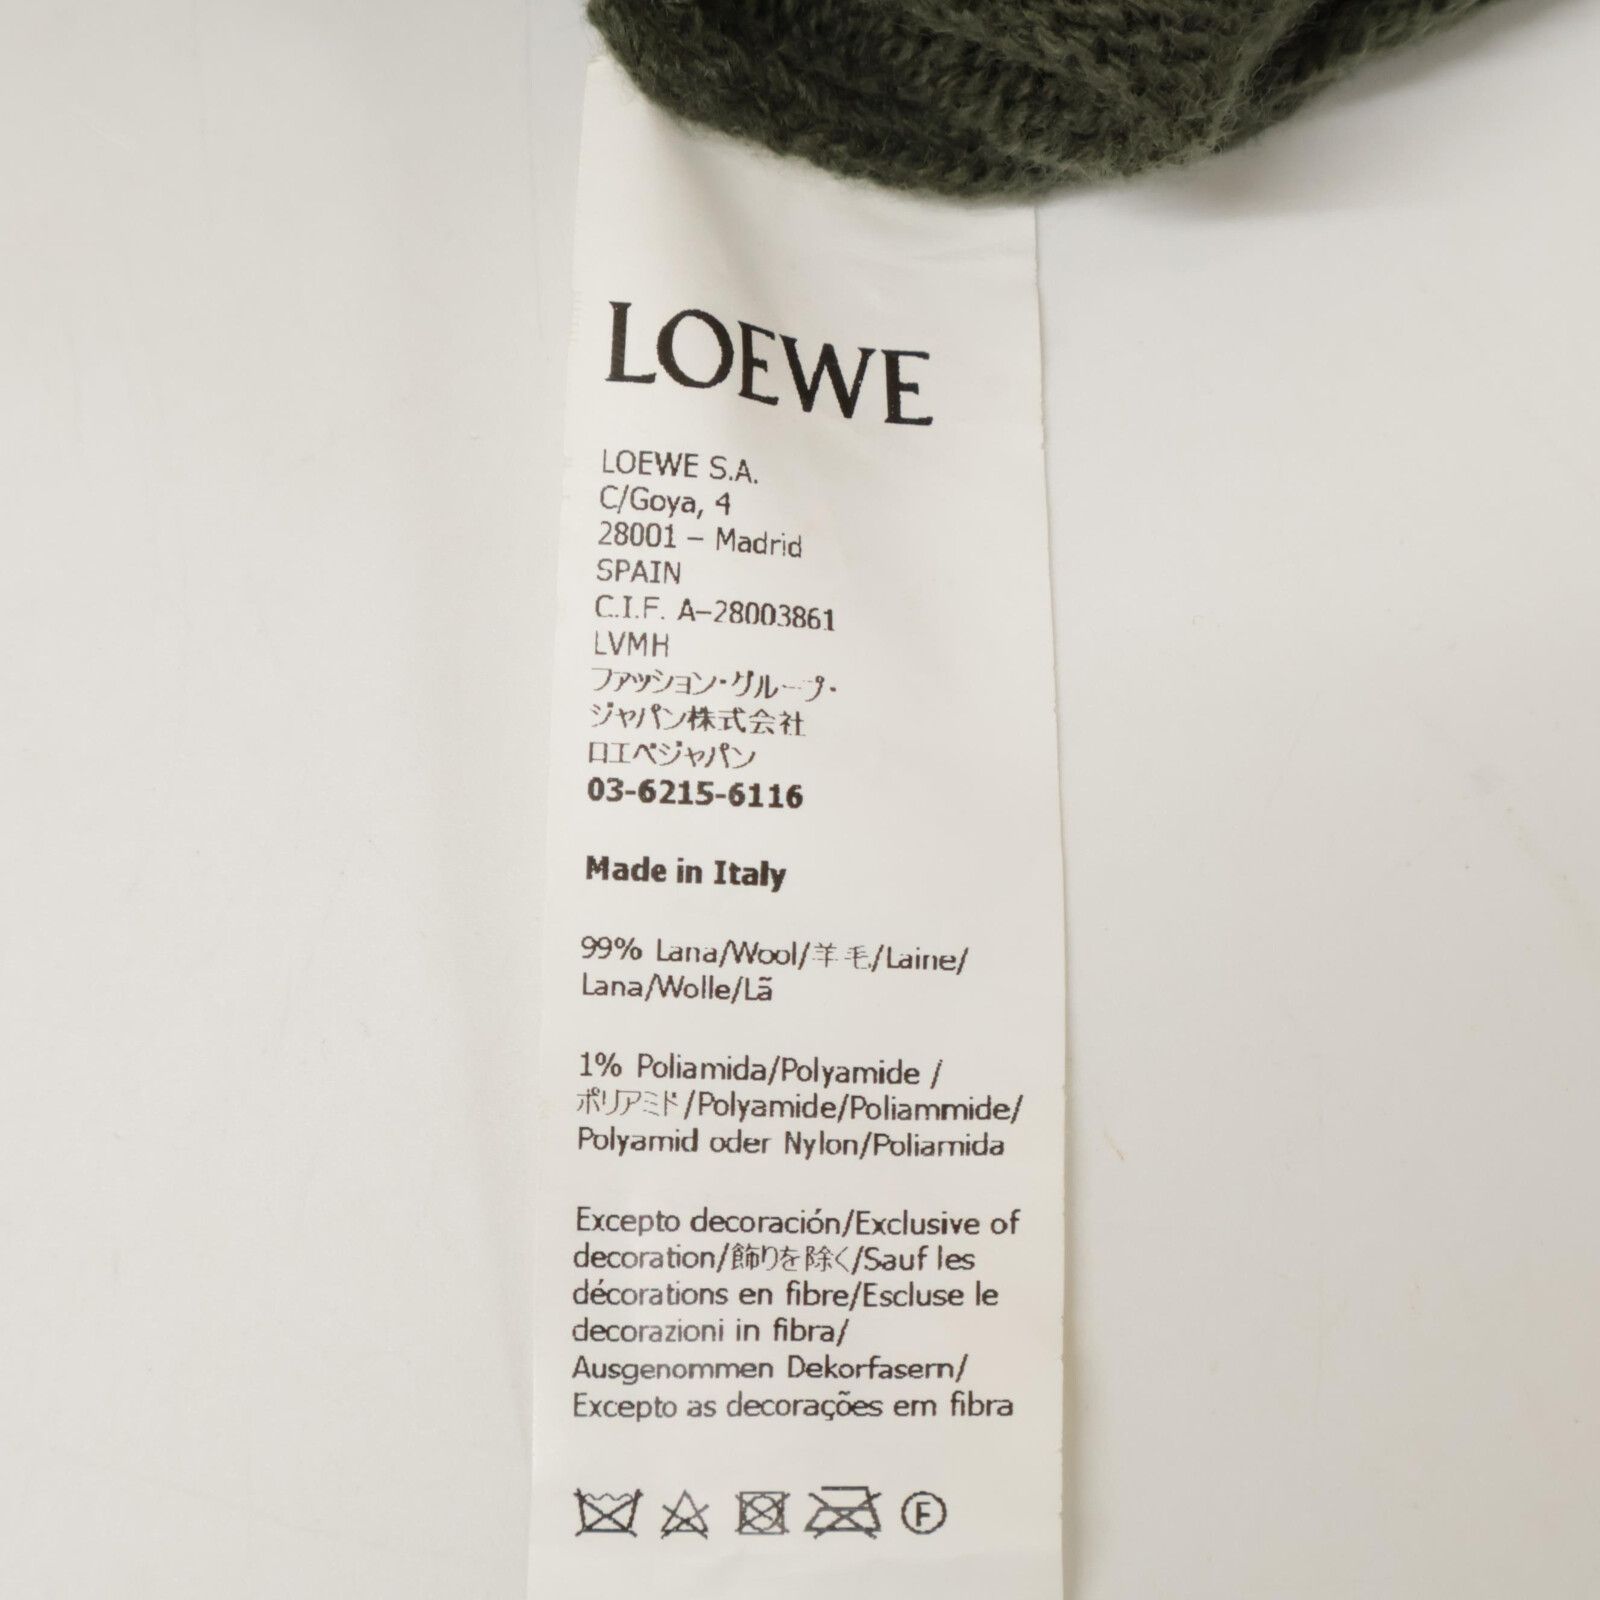 LOEWE
LOEWE S.A.
C/Goya, 4
28001 – Madrid
SPAIN
C.I.F. A–28003861
LVMH
ファッション・グループ・
ジャパン株式会社
ロエベジャパン
03-6215-6116
Made in Italy
99% Lana/Wool/羊毛/Laine/
Lana/Wolle/Lã
1% Poliamida/Polyamide /
ポリアミド/Polyamide/Poliammide/
Polyamid oder Nylon/Poliamida
Excepto decoración/Exclusive of
decoration/飾りを除く/Sauf les
décorations en fibre/Escluse le
decorazioni in fibra/
Ausgenommen Dekorfasern/
Excepto as decorações em fibra
F